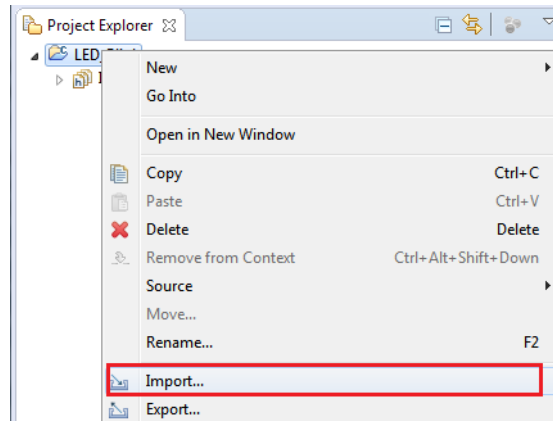 Project Explorer
LED
New
Go Into
Open in New Window
Copy Ctrl+C
Paste Ctrl+V
Delete Delete
Remove from Context Ctrl+Alt+Shift+Down
Source
Move...
Rename... F2
Import...
Export...